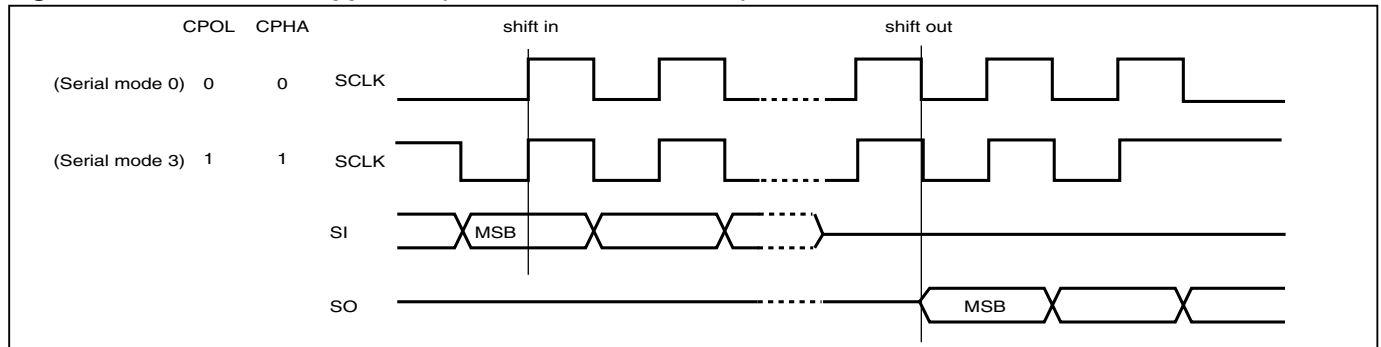 CPOL CPHA shift in shift out
(Serial mode 0) 0 0 SCLK
(Serial mode 3) 1 1 SCLK
SI MSB
SO MSB